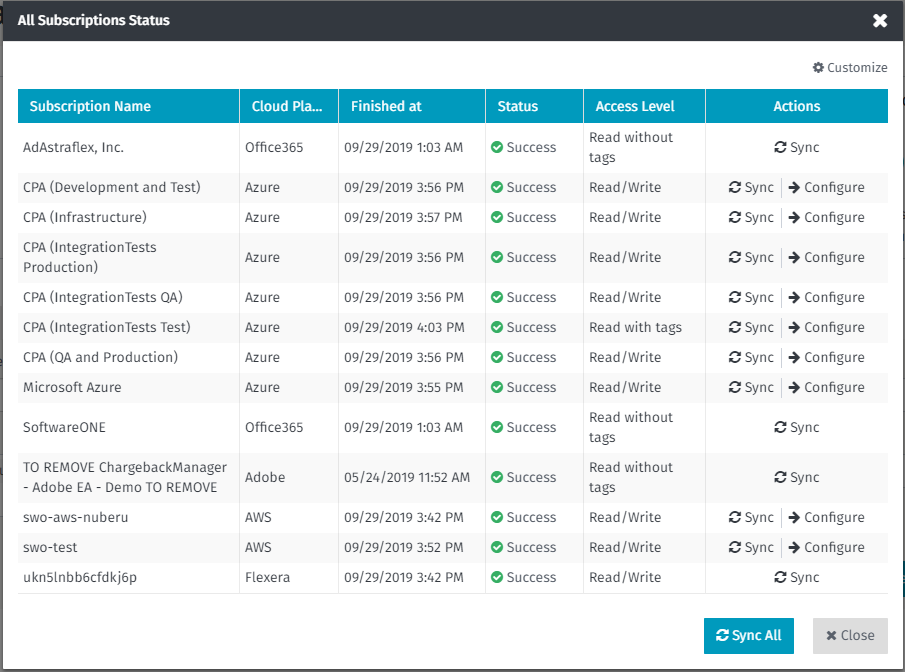 All Subscriptions Status
Customize
Subscription Name Cloud Pla... Finished at Status Access Level Actions
AdAstraflex, Inc. Office365 09/29/2019 1:03 AM Success Read without tags Sync
CPA (Development and Test) Azure 09/29/2019 3:56 PM Success Read/Write Sync Configure
CPA (Infrastructure) Azure 09/29/2019 3:57 PM Success Read/Write Sync Configure
CPA (IntegrationTests Production) Azure 09/29/2019 3:56 PM Success Read/Write Sync Configure
CPA (IntegrationTests QA) Azure 09/29/2019 3:56 PM Success Read/Write Sync Configure
CPA (IntegrationTests Test) Azure 09/29/2019 4:03 PM Success Read with tags Sync Configure
CPA (QA and Production) Azure 09/29/2019 3:56 PM Success Read/Write Sync Configure
Microsoft Azure Azure 09/29/2019 3:55 PM Success Read/Write Sync Configure
SoftwareONE Office365 09/29/2019 1:03 AM Success Read without tags Sync
TO REMOVE ChargebackManager - Adobe EA - Demo TO REMOVE Adobe 05/24/2019 11:52 AM Success Read without tags Sync
swo-aws-nuberu AWS 09/29/2019 3:42 PM Success Read/Write Sync Configure
swo-test AWS 09/29/2019 3:52 PM Success Read/Write Sync Configure
ukn5lnbb6cfdkj6p Flexera 09/29/2019 3:42 PM Success Read/Write Sync
Sync All Close